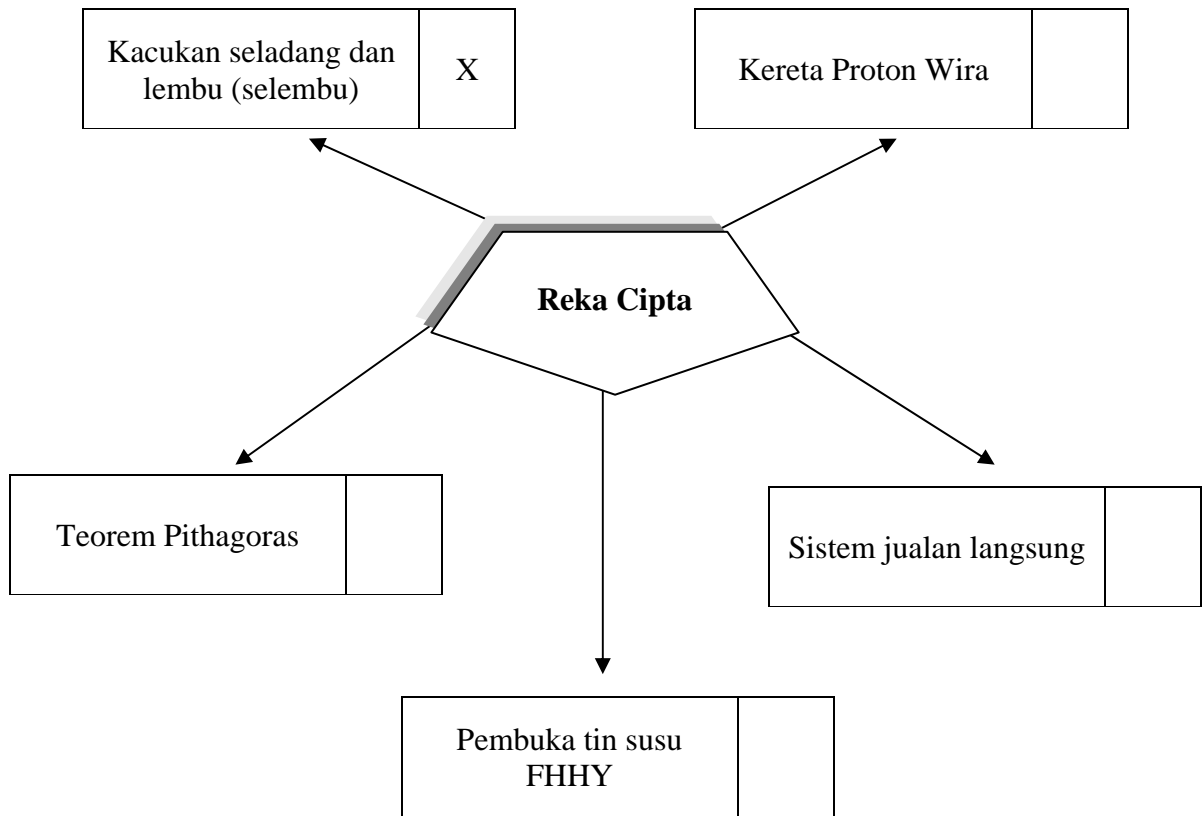 Kacukan seladang dan
lembu (selembu)
X
Kereta Proton Wira
Reka Cipta
Teorem Pithagoras
Sistem jualan langsung
Pembuka tin susu
FHHY